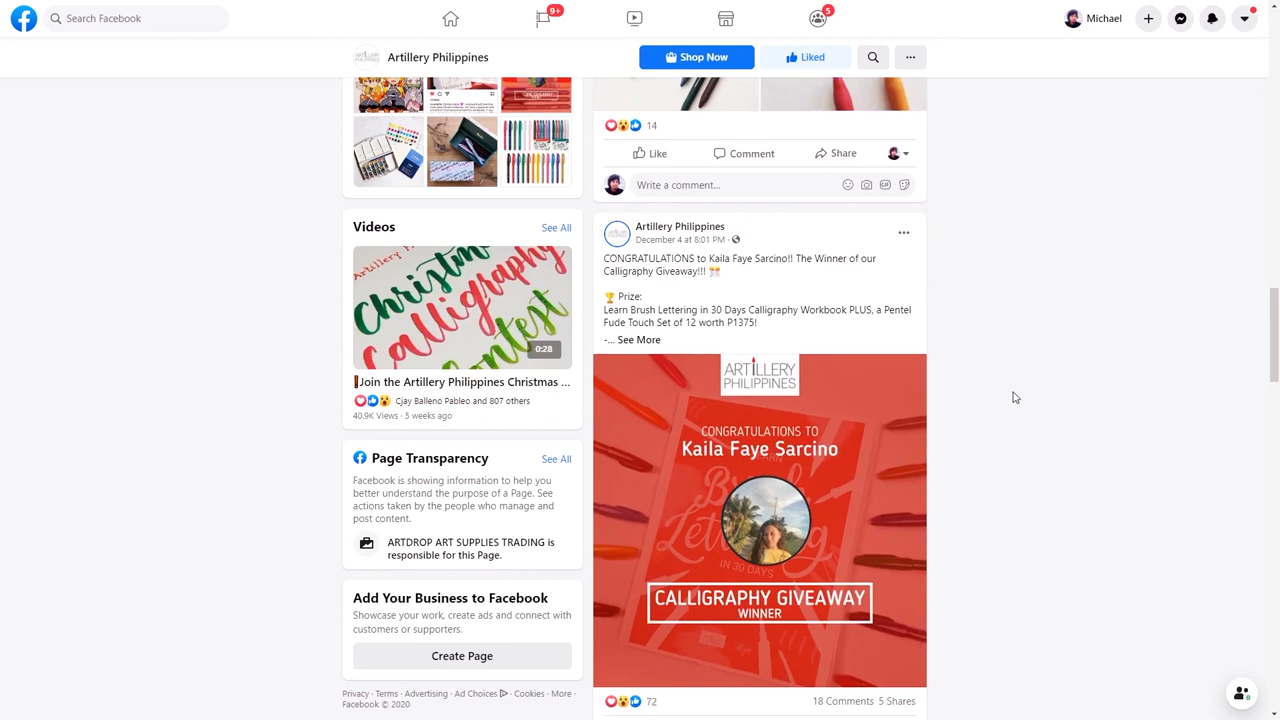 Search Facebook
9+
5
Michael
Artillery Philippines
Shop Now
Liked
14
Like
Comment
Share
Write a comment...
Videos
See All
Christmas
Calligraphy
Contest
0:28
Join the Artillery Philippines Christmas ...
Cjay Balleno Pableo and 807 others
40.9K Views · 5 weeks ago
Page Transparency
See All
Facebook is showing information to help you
better understand the purpose of a Page. See
actions taken by the people who manage and
post content.
ARTDROP ART SUPPLIES TRADING is
responsible for this Page.
Add Your Business to Facebook
Showcase your work, create ads and connect with
customers or supporters.
Create Page
Privacy · Terms · Advertising · Ad Choices · Cookies · More ·
Facebook © 2020
Artillery Philippines
December 4 at 8:01 PM ·
CONGRATULATIONS to Kaila Faye Sarcino!! The Winner of our
Calligraphy Giveaway!!!
Prize:
Learn Brush Lettering in 30 Days Calligraphy Workbook PLUS, a Pentel
Fude Touch Set of 12 worth P1375!
-... See More
ARTILLERY
PHILIPPINES
CONGRATULATIONS TO
Kaila Faye Sarcino
LEARN
Brush
Lettering
IN 30 DAYS
CALLIGRAPHY GIVEAWAY
WINNER
72
18 Comments 5 Shares